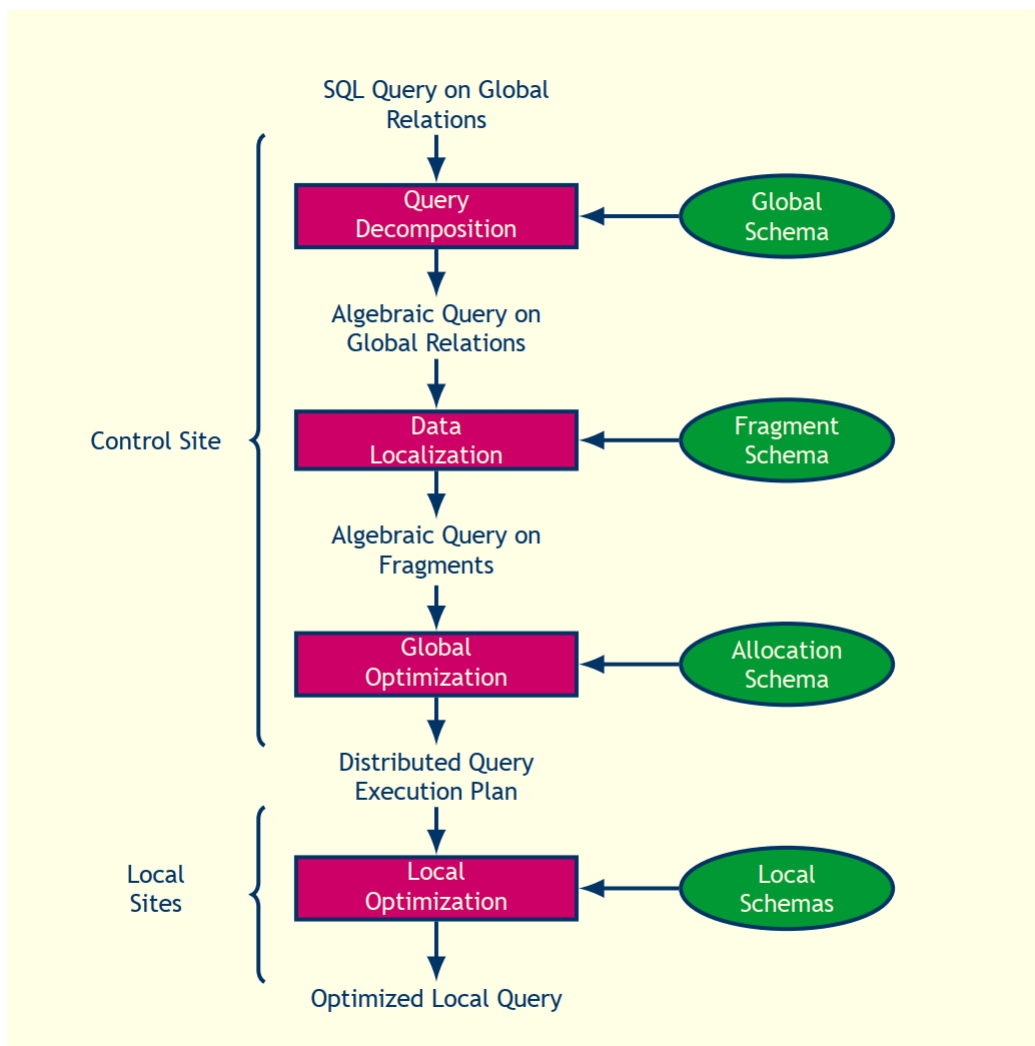 SQL Query on Global
Relations
Query
Decomposition
Global
Schema
Algebraic Query on
Global Relations
Control Site
Data
Localization
Fragment
Schema
Algebraic Query on
Fragments
Global
Optimization
Allocation
Schema
Distributed Query
Execution Plan
Local
Sites
Local
Optimization
Local
Schemas
Optimized Local Query